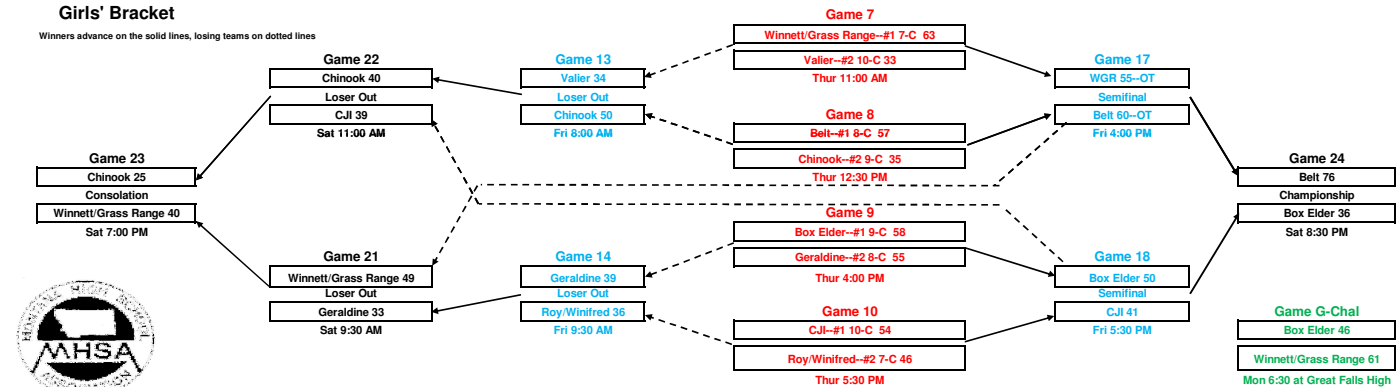 Girls' Bracket
Winners advance on the solid lines, losing teams on dotted lines
Game 7
Winnett/Grass Range--#1 7-C 63
Valier--#2 10-C 33
Thur 11:00 AM
Game 22
Chinook 40
Loser Out
CJI 39
Sat 11:00 AM
Game 13
Valier 34
Loser Out
Chinook 50
Fri 8:00 AM
Game 17
WGR 55--OT
Semifinal
Belt 60--OT
Fri 4:00 PM
Game 8
Belt--#1 8-C 57
Chinook--#2 9-C 35
Thur 12:30 PM
Game 23
Chinook 25
Consolation
Winnett/Grass Range 40
Sat 7:00 PM
Game 24
Belt 76
Championship
Box Elder 36
Sat 8:30 PM
Game 9
Box Elder--#1 9-C 58
Geraldine--#2 8-C 55
Thur 4:00 PM
Game 21
Winnett/Grass Range 49
Loser Out
Geraldine 33
Sat 9:30 AM
Game 14
Geraldine 39
Loser Out
Roy/Winifred 36
Fri 9:30 AM
Game 18
Box Elder 50
Semifinal
CJI 41
Fri 5:30 PM
Game 10
CJI--#1 10-C 54
Roy/Winifred--#2 7-C 46
Thur 5:30 PM
Game G-Chal
Box Elder 46
Winnett/Grass Range 61
Mon 6:30 at Great Falls High
MONTANA HIGH SCHOOL
MHSA
ASSOCIATION